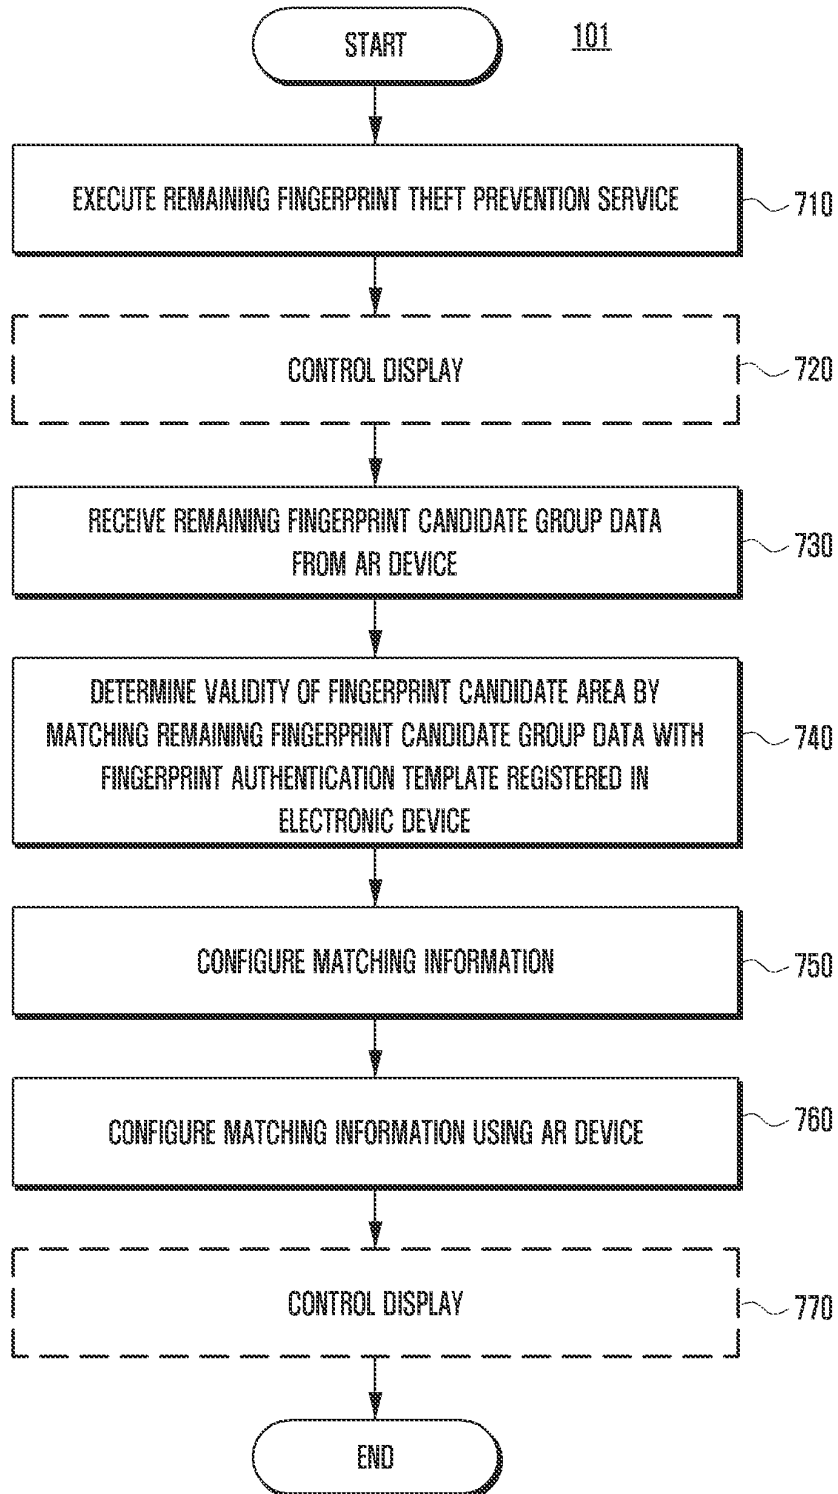 START
101
EXECUTE REMAINING FINGERPRINT THEFT PREVENTION SERVICE
710
CONTROL DISPLAY
720
RECEIVE REMAINING FINGERPRINT CANDIDATE GROUP DATA
FROM AR DEVICE
730
DETERMINE VALIDITY OF FINGERPRINT CANDIDATE AREA BY
MATCHING REMAINING FINGERPRINT CANDIDATE GROUP DATA WITH
FINGERPRINT AUTHENTICATION TEMPLATE REGISTERED IN
ELECTRONIC DEVICE
740
CONFIGURE MATCHING INFORMATION
750
CONFIGURE MATCHING INFORMATION USING AR DEVICE
760
CONTROL DISPLAY
770
END